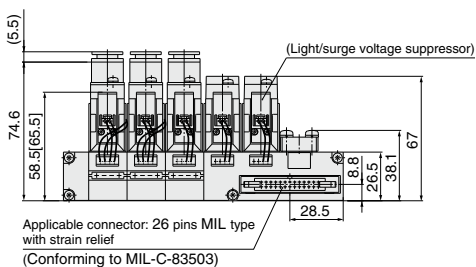 (5.5)
(Light/surge voltage suppressor)
74.6
58.5[65.5]
67
38.1
26.5
8.8
28.5
Applicable connector: 26 pins MIL type
with strain relief
(Conforming to MIL-C-83503)